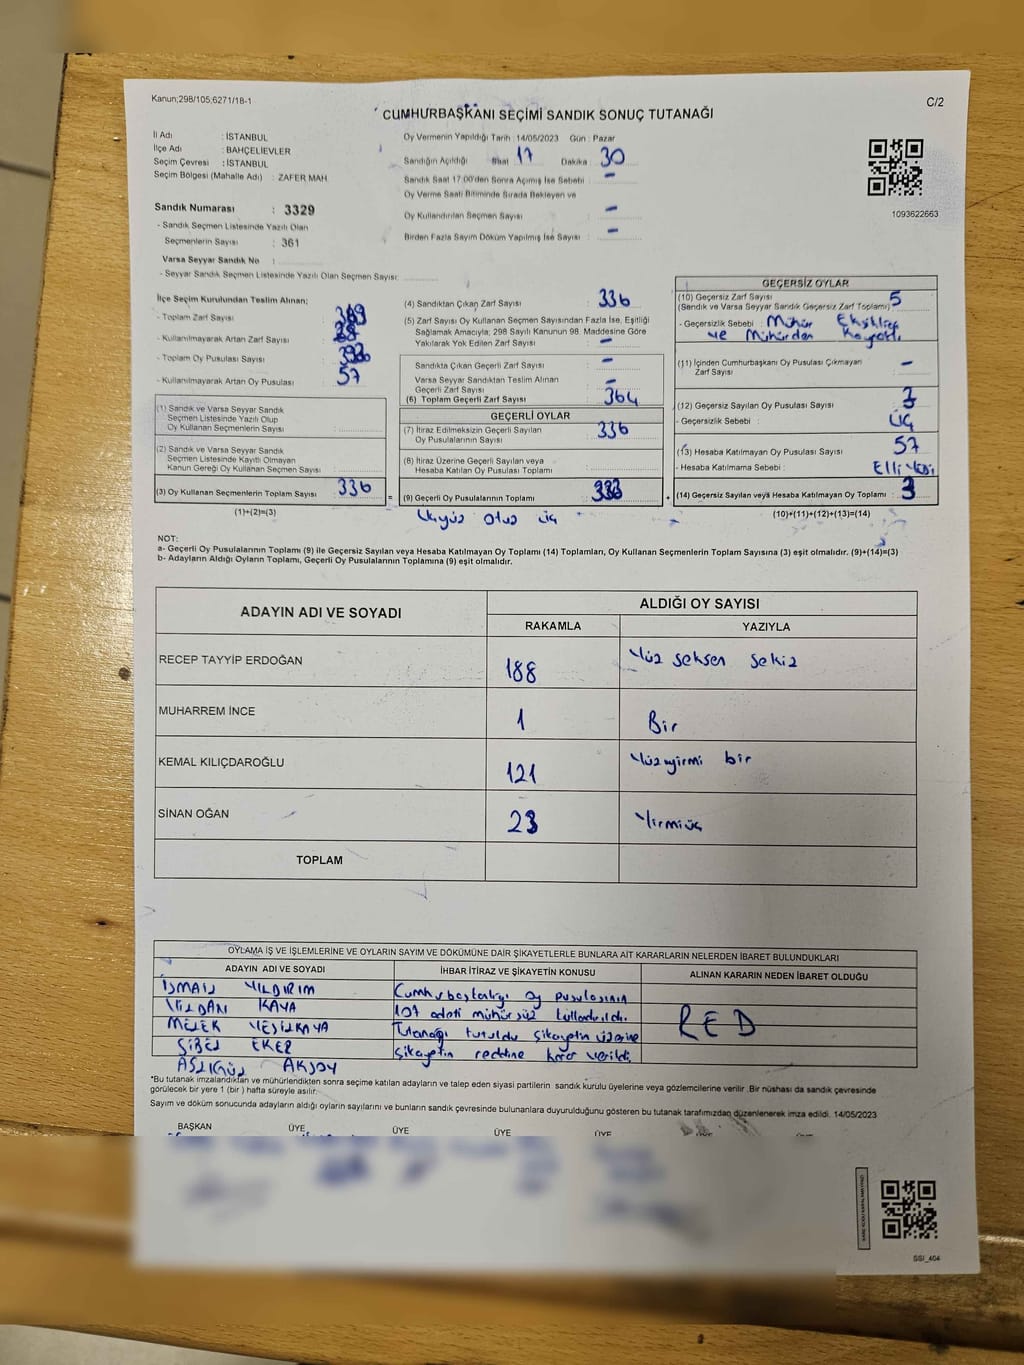 Kanun;298/105;6271/18-1
C/2
CUMHURBAŞKANI SEÇİMİ SANDIK SONUÇ TUTANAĞI
İl Adı : İSTANBUL
İlçe Adı : BAHÇELİEVLER
Seçim Çevresi : İSTANBUL
Seçim Bölgesi (Mahalle Adı) : ZAFER MAH.
Sandık Numarası : 3329
- Sandık Seçmen Listesinde Yazılı Olan
Seçmenlerin Sayısı : 361
Varsa Seyyar Sandık No :
- Seyyar Sandık Seçmen Listesinde Yazılı Olan Seçmen Sayısı:
Oy Vermenin Yapıldığı Tarih :14/05/2023 Gün : Pazar
Sandığın Açıldığı Saat 17 Dakika 30
Sandık Saat 17:00'den Sonra Açımış İse Sebebi : -
Oy Verme Saati Bitiminde Sırada Bekleyen ve
Oy Kullandırılan Seçmen Sayısı : -
Birden Fazla Sayım Döküm Yapılmış İse Sayısı : -
1093622663
İlçe Seçim Kurulundan Teslim Alınan;
- Toplam Zarf Sayısı :
- Kullanılmayarak Artan Zarf Sayısı :
- Toplam Oy Pusulası Sayısı :
- Kullanılmayarak Artan Oy Pusulası : 57
(1) Sandık ve Varsa Seyyar Sandık
Seçmen Listesinde Yazılı Olup
Oy Kullanan Seçmenlerin Sayısı :
(2) Sandık ve Varsa Seyyar Sandık
Seçmen Listesinde Kayıtlı Olmayan
Kanun Gereği Oy Kullanan Seçmen Sayısı :
(3) Oy Kullanan Seçmenlerin Toplam Sayısı : 336
(1)+(2)=(3)
=
(4) Sandıktan Çıkan Zarf Sayısı : 336
(5) Zarf Sayısı Oy Kullanan Seçmen Sayısından Fazla İse, Eşitliği
Sağlamak Amacıyla; 298 Sayılı Kanunun 98. Maddesine Göre
Yakılarak Yok Edilen Zarf Sayısı : -
Sandıkta Çıkan Geçerli Zarf Sayısı : -
Varsa Seyyar Sandıktan Teslim Alınan
Geçerli Zarf Sayısı : -
(6) Toplam Geçerli Zarf Sayısı : 364
GEÇERLİ OYLAR
(7) İtiraz Edilmeksizin Geçerli Sayılan
Oy Pusulalarının Sayısı : 336
(8) İtiraz Üzerine Geçerli Sayılan veya
Hesaba Katılan Oy Pusulası Toplamı :
(9) Geçerli Oy Pusulalarının Toplamı : 333
Üçyüz otuz üç
+
GEÇERSİZ OYLAR
(10) Geçersiz Zarf Sayısı : 5
(Sandık ve Varsa Seyyar Sandık Geçersiz Zarf Toplamı)
- Geçersizlik Sebebi : Mühür
ve Mühürden
(11) İçinden Cumhurbaşkanı Oy Pusulası Çıkmayan
Zarf Sayısı : -
(12) Geçersiz Sayılan Oy Pusulası Sayısı : 3
- Geçersizlik Sebebi : üç
(13) Hesaba Katılmayan Oy Pusulası Sayısı : 57
- Hesaba Katılmama Sebebi : Elli Yedi
(14) Geçersiz Sayılan veya Hesaba Katılmayan Oy Toplamı : 3
(10)+(11)+(12)+(13)=(14)
NOT:
a- Geçerli Oy Pusulalarının Toplamı (9) ile Geçersiz Sayılan veya Hesaba Katılmayan Oy Toplamı (14) Toplamları, Oy Kullanan Seçmenlerin Toplam Sayısına (3) eşit olmalıdır. (9)+(14)=(3)
b- Adayların Aldığı Oyların Toplamı, Geçerli Oy Pusulalarının Toplamına (9) eşit olmalıdır.
ADAYIN ADI VE SOYADI
ALDIĞI OY SAYISI
RAKAMLA YAZIYLA
RECEP TAYYİP ERDOĞAN 188 Yüz seksen sekiz
MUHARREM İNCE 1 Bir
KEMAL KILIÇDAROĞLU 121 Yüzyirmi bir
SİNAN OĞAN 23 Yirmiüç
TOPLAM
OYLAMA İŞ VE İŞLEMLERİNE VE OYLARIN SAYIM VE DÖKÜMÜNE DAİR ŞİKAYETLERLE BUNLARA AİT KARARLARIN NELERDEN İBARET BULUNDUKLARI
ADAYIN ADI VE SOYADI İHBAR İTİRAZ VE ŞİKAYETİN KONUSU ALINAN KARARIN NEDEN İBARET OLDUĞU
İSMAİL YILDIRIM Cumhurbaşkanlığı oy pusulasının
VİLDAN KAYA 107 adeti mühürsüz kullandırıldı. RED
MELEK YEŞİLKAYA Tutanağı tutuldu şikayetin üzerine
SİBEL EKER şikayetin reddine karar verildi.
ASLIGÜL AKSOY
*Bu tutanak imzalandıktan ve mühürlendikten sonra seçime katılan adayların ve talep eden siyasi partilerin sandık kurulu üyelerine veya gözlemcilerine verilir .Bir nüshası da sandık çevresinde
görülecek bir yere 1 (bir ) hafta süreyle asılır.
Sayım ve döküm sonucunda adayların aldığı oyların sayılarını ve bunların sandık çevresinde bulunanlara duyurulduğunu gösteren bu tutanak tarafımızdan düzenlenerek imza edildi. 14/05/2023
BAŞKAN ÜYE ÜYE ÜYE ÜYE ÜYE
SSI_404